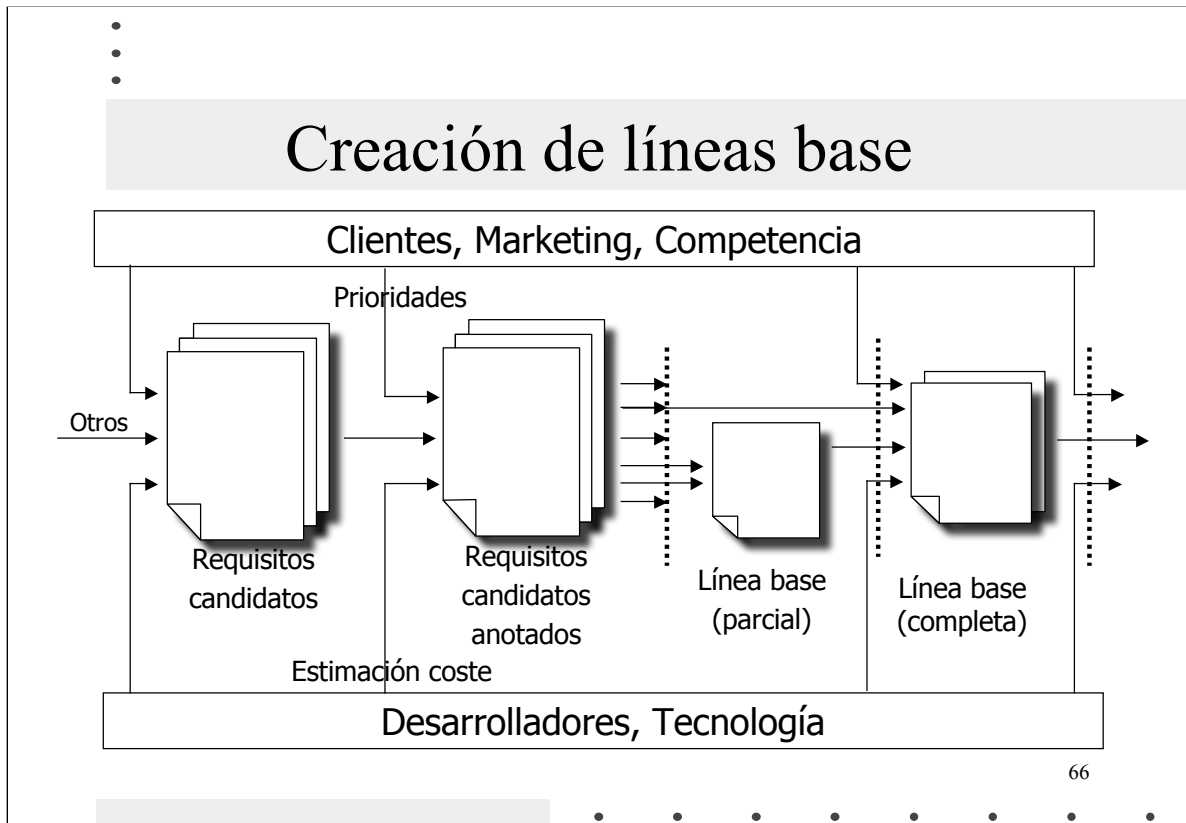 Creación de líneas base
Clientes, Marketing, Competencia
Prioridades
Otros
Requisitos
candidatos
Requisitos
candidatos
anotados
Línea base
(parcial)
Línea base
(completa)
Estimación coste
Desarrolladores, Tecnología
66